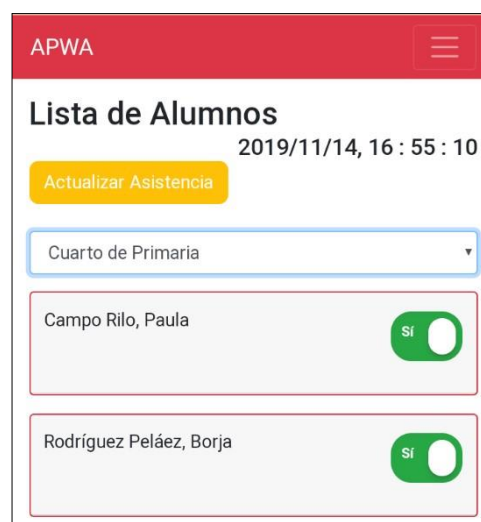 APWA
Lista de Alumnos
2019/11/14, 16 : 55 : 10
Actualizar Asistencia
Cuarto de Primaria
Campo Rilo, Paula
Sí
Rodríguez Peláez, Borja
Sí